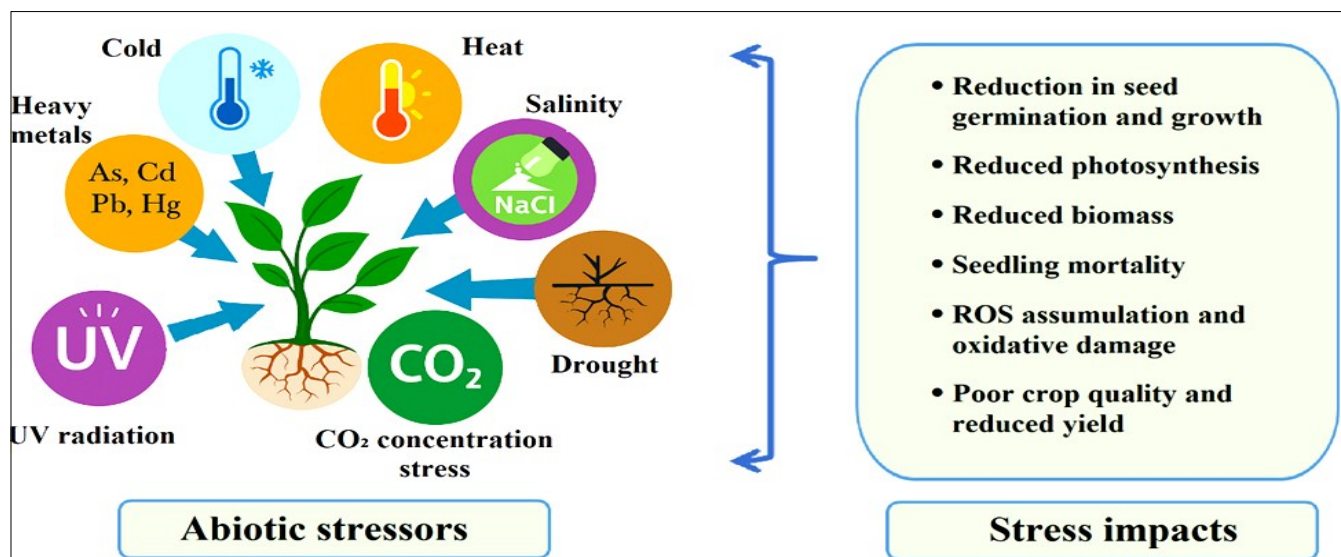 Cold
Heat
Heavy
metals
Salinity
As, Cd
Pb, Hg
NaCl
UV
CO₂
Drought
UV radiation
CO₂ concentration
stress
Abiotic stressors
• Reduction in seed
germination and growth
• Reduced photosynthesis
• Reduced biomass
• Seedling mortality
• ROS assumulation and
oxidative damage
• Poor crop quality and
reduced yield
Stress impacts